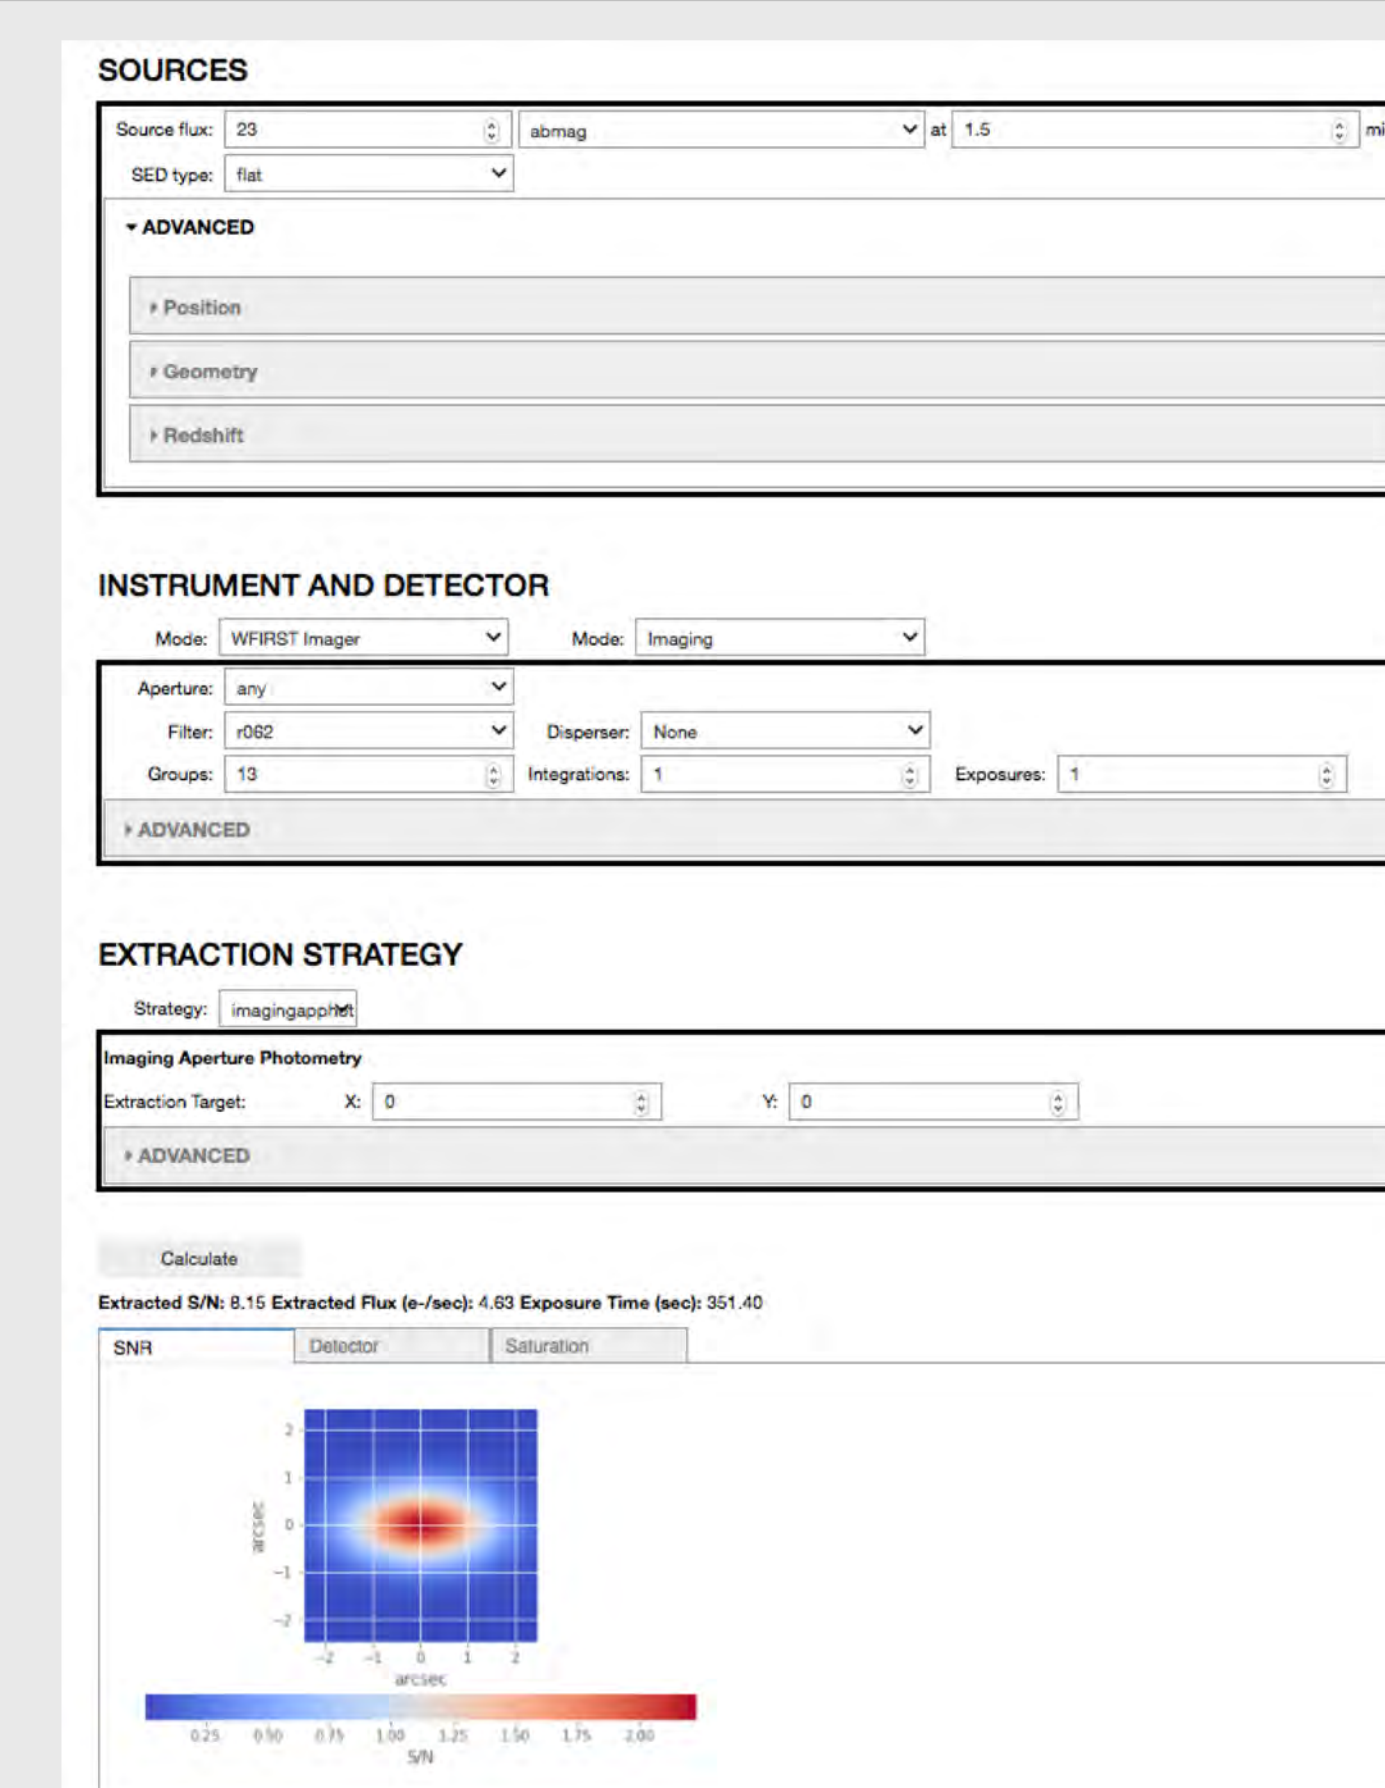 SOURCES
Source flux: 23 abmag at 1.5
SED type: flat
ADVANCED
Position
Geometry
Redshift
INSTRUMENT AND DETECTOR
Mode: WFIRST Imager Mode: Imaging
Aperture: any
Filter: r062 Disperser: None
Groups: 13 Integrations: 1 Exposures: 1
ADVANCED
EXTRACTION STRATEGY
Strategy: imagingapphot
Imaging Aperture Photometry
Extraction Target: X: 0 Y: 0
ADVANCED
Calculate
Extracted S/N: 8.15 Extracted Flux (e-/sec): 4.63 Exposure Time (sec): 351.40
SNR Detector Saturation
2
1
0
−1
−2
arcsec
−2 −1 0 1 2
arcsec
0.25 0.50 0.75 1.00 1.25 1.50 1.75 2.00
S/N